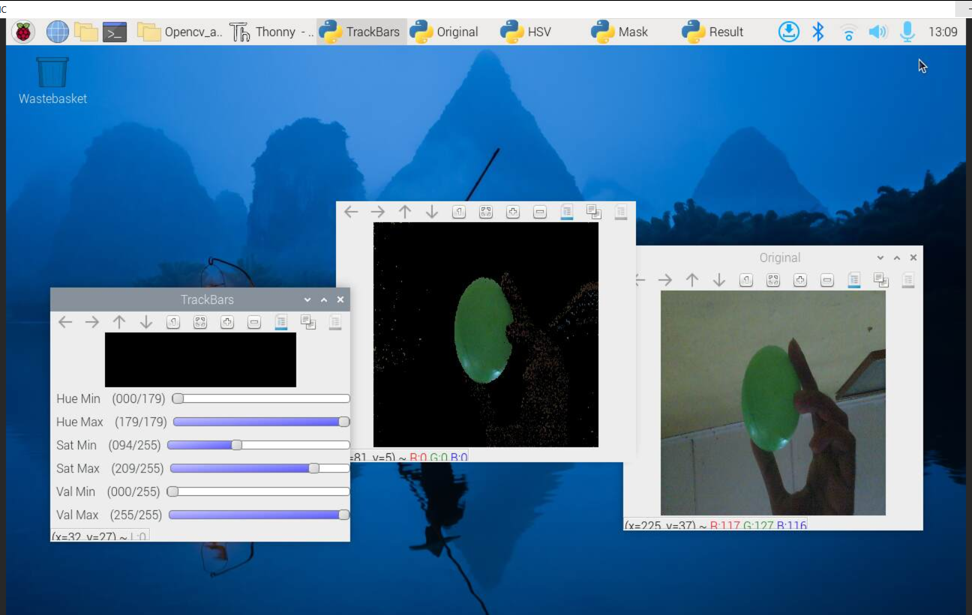 Opencv_a.. Thonny - .. TrackBars Original HSV Mask Result 13:09
Wastebasket
Original
TrackBars
Hue Min (000/179)
Hue Max (179/179)
Sat Min (094/255)
Sat Max (209/255)
Val Min (000/255)
Val Max (255/255)
=81, y=5) ~ R:0 G:0 B:0
(x=225, y=37) ~ R:117 G:127 B:116
(x=32, y=27) ~ L:0